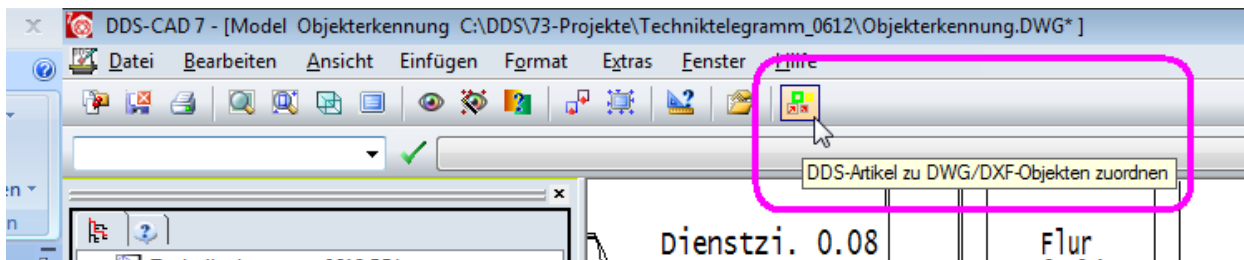 DDS-CAD 7 - [Model Objekterkennung C:\DDS\73-Projekte\Techniktelegramm_0612\Objekterkennung.DWG* ]
Datei Bearbeiten Ansicht Einfügen Format Extras Fenster Hilfe
DDS-Artikel zu DWG/DXF-Objekten zuordnen
en
n
Dienstzi. 0.08
Flur